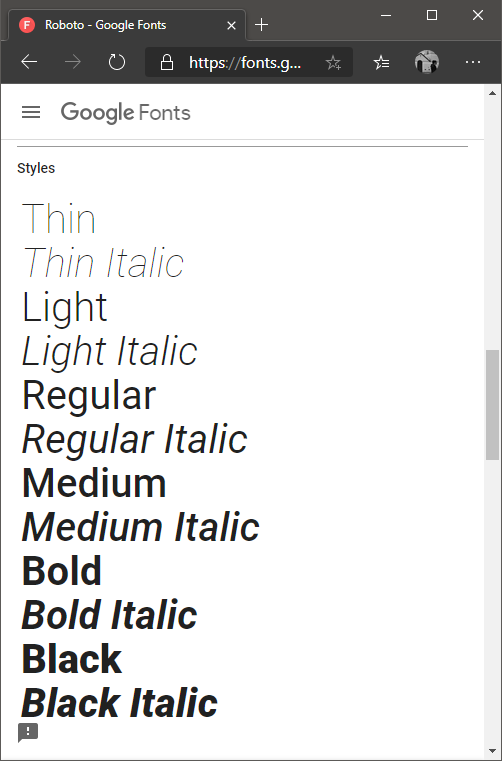 Roboto - Google Fonts
https://fonts.g...
Google Fonts
Styles
Thin
Thin Italic
Light
Light Italic
Regular
Regular Italic
Medium
Medium Italic
Bold
Bold Italic
Black
Black Italic